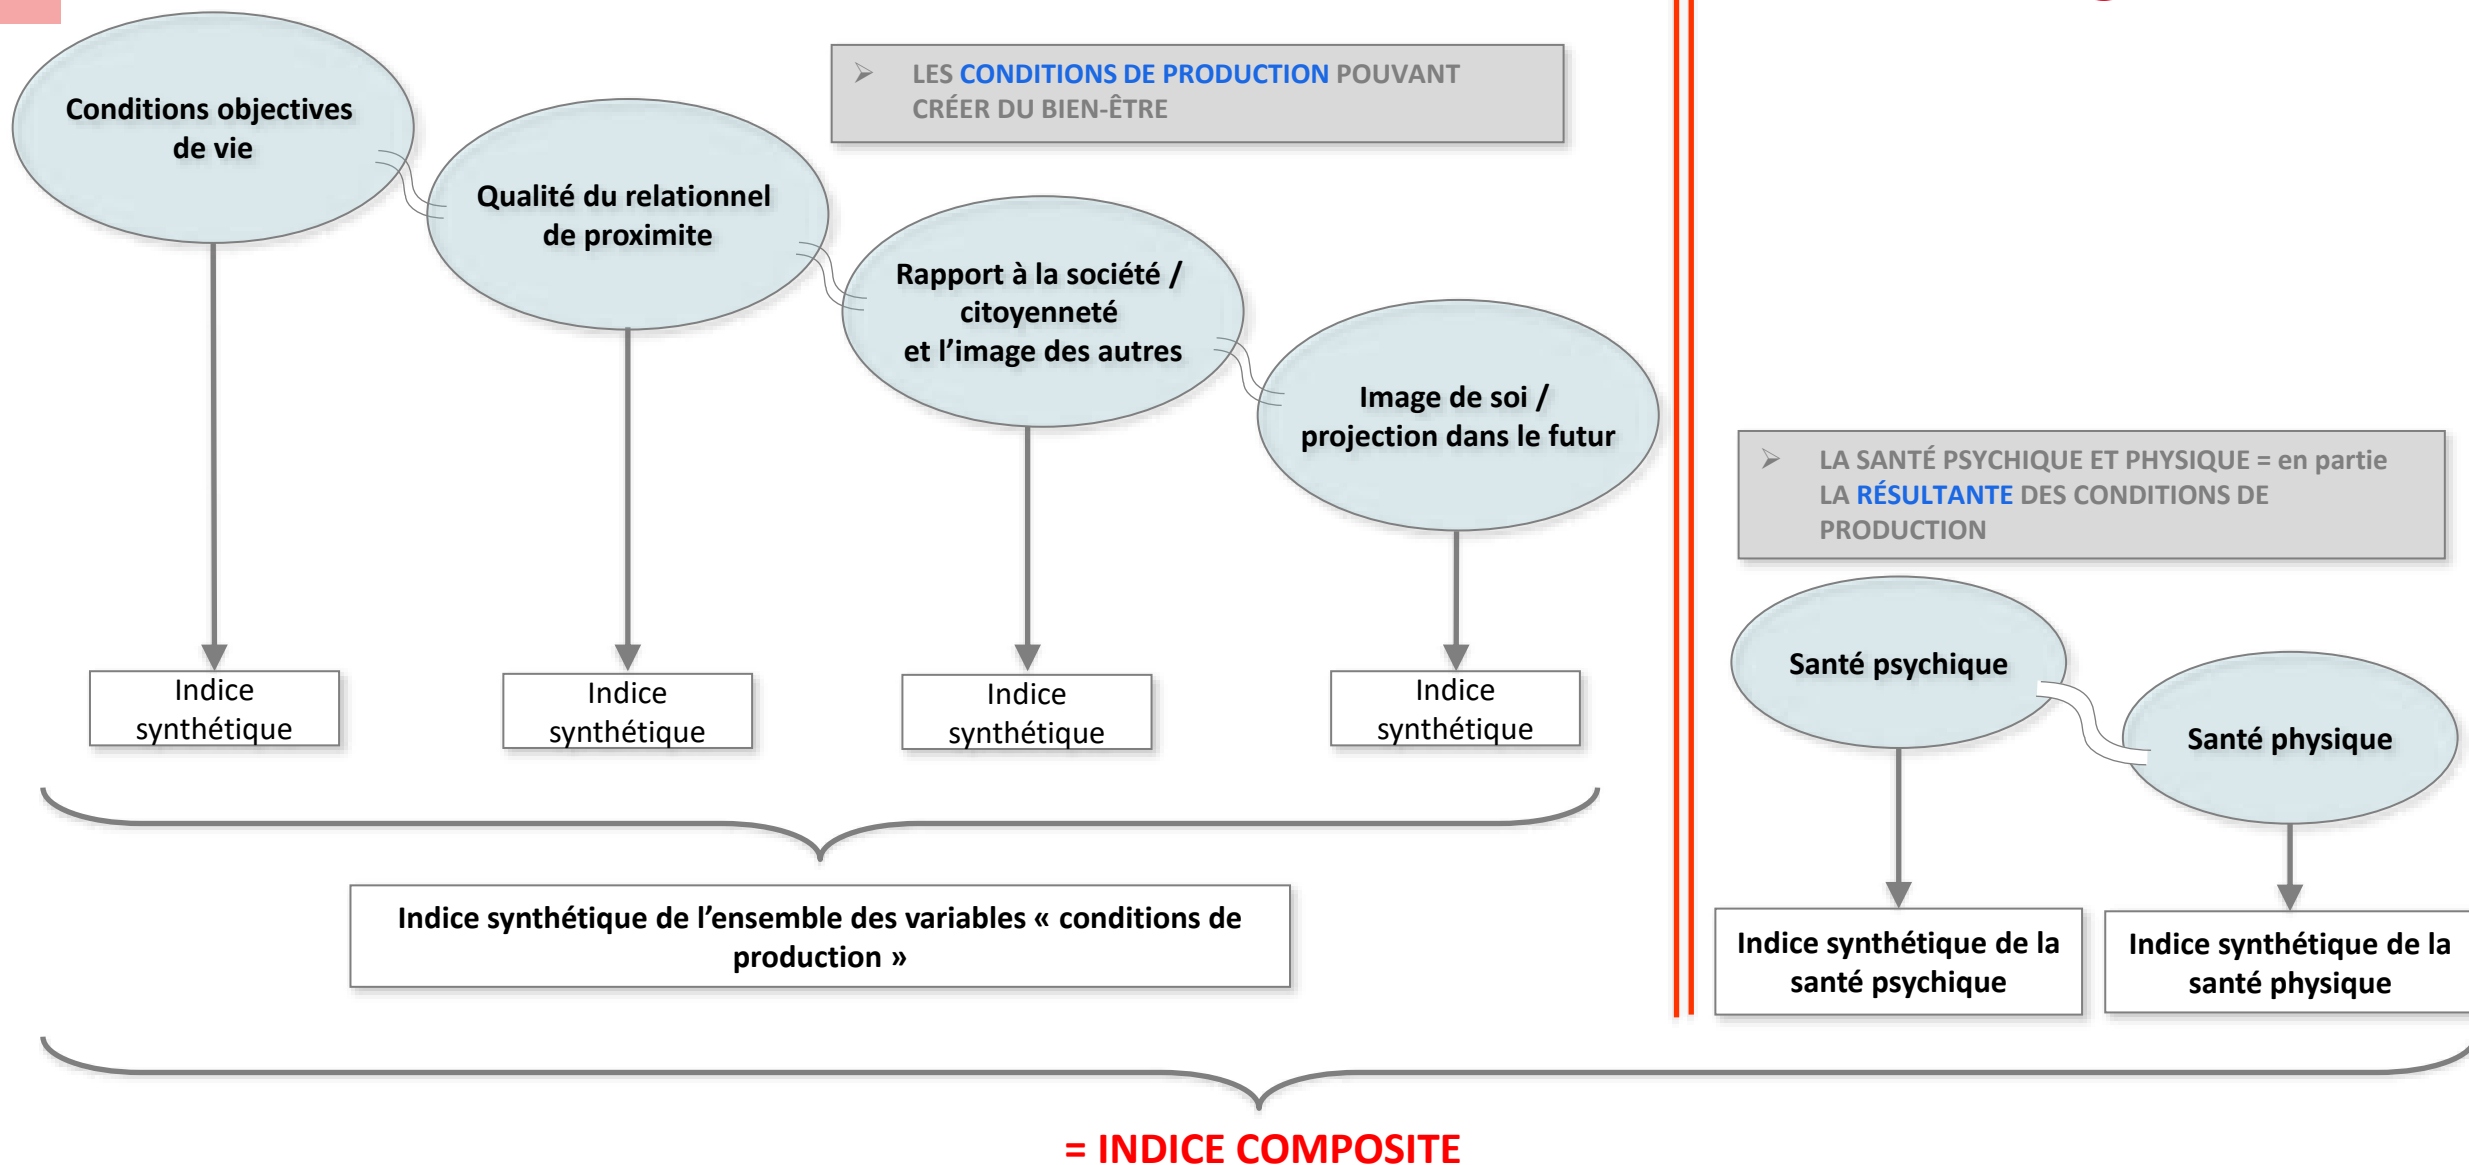 Conditions objectives
de vie
➢ LES CONDITIONS DE PRODUCTION POUVANT
CRÉER DU BIEN-ÊTRE
Qualité du relationnel
de proximite
Rapport à la société /
citoyenneté
et l’image des autres
Image de soi /
projection dans le futur
Indice
synthétique
Indice
synthétique
Indice
synthétique
Indice
synthétique
Indice synthétique de l’ensemble des variables « conditions de
production »
➢ LA SANTÉ PSYCHIQUE ET PHYSIQUE = en partie
LA RÉSULTANTE DES CONDITIONS DE
PRODUCTION
Santé psychique
Santé physique
Indice synthétique de la
santé psychique
Indice synthétique de la
santé physique
= INDICE COMPOSITE